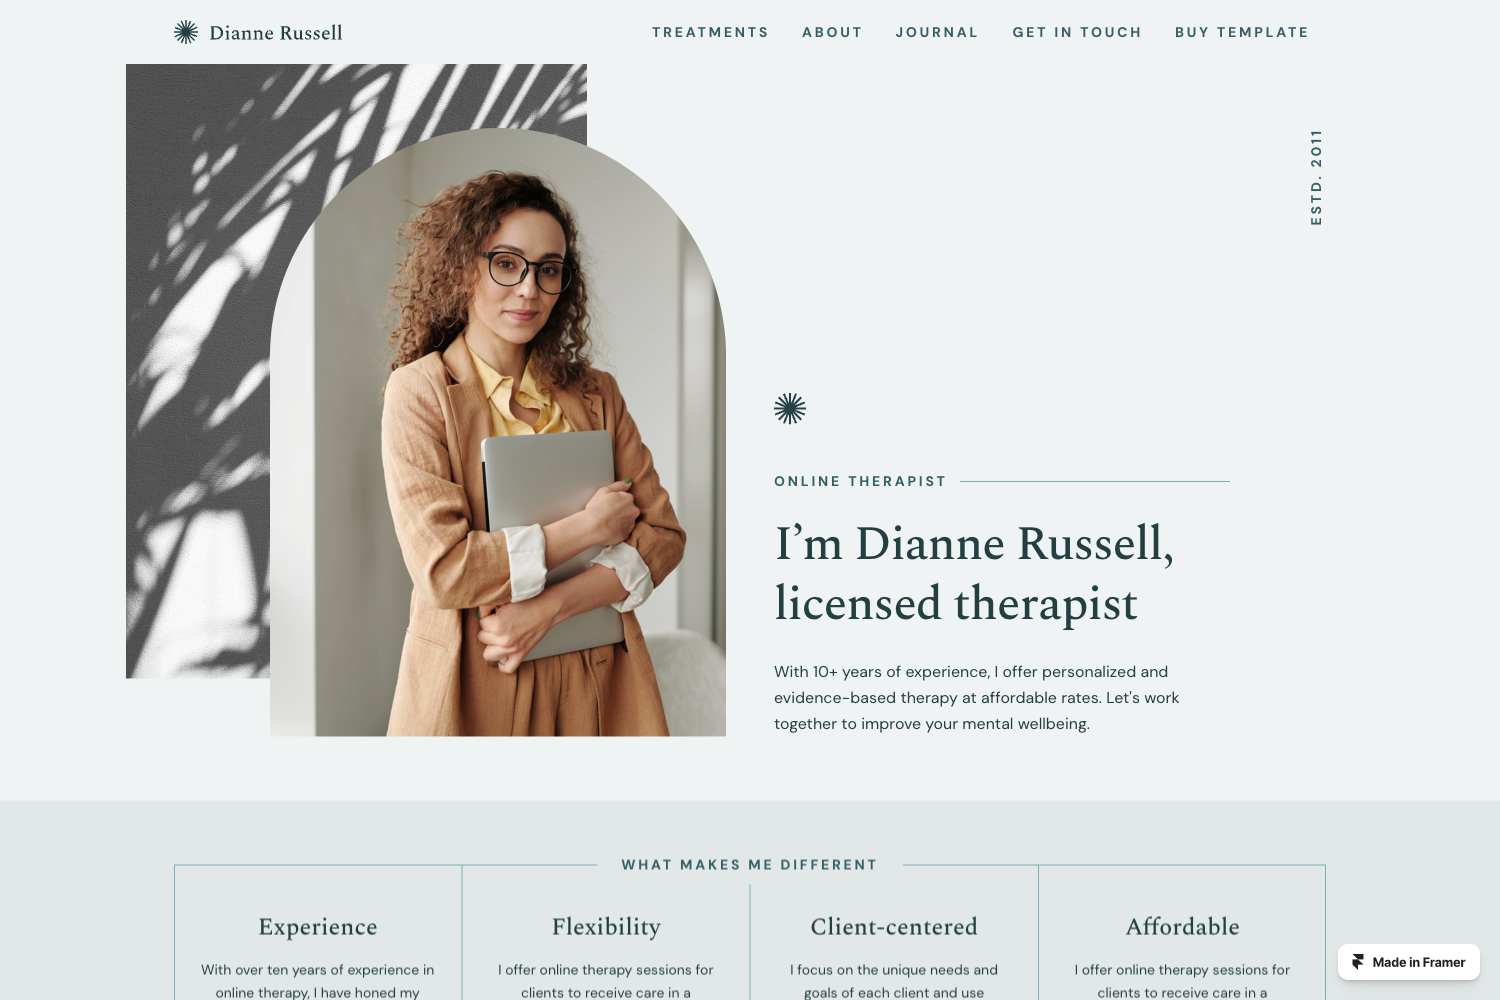 Dianne Russell
TREATMENTS
ABOUT
JOURNAL
GET IN TOUCH
BUY TEMPLATE
ESTD. 2011
ONLINE THERAPIST
I’m Dianne Russell,
licensed therapist
With 10+ years of experience, I offer personalized and
evidence-based therapy at affordable rates. Let's work
together to improve your mental wellbeing.
WHAT MAKES ME DIFFERENT
Experience
With over ten years of experience in
online therapy, I have honed my
Flexibility
I offer online therapy sessions for
clients to receive care in a
Client-centered
I focus on the unique needs and
goals of each client and use
Affordable
I offer online therapy sessions for
clients to receive care in a
Made in Framer